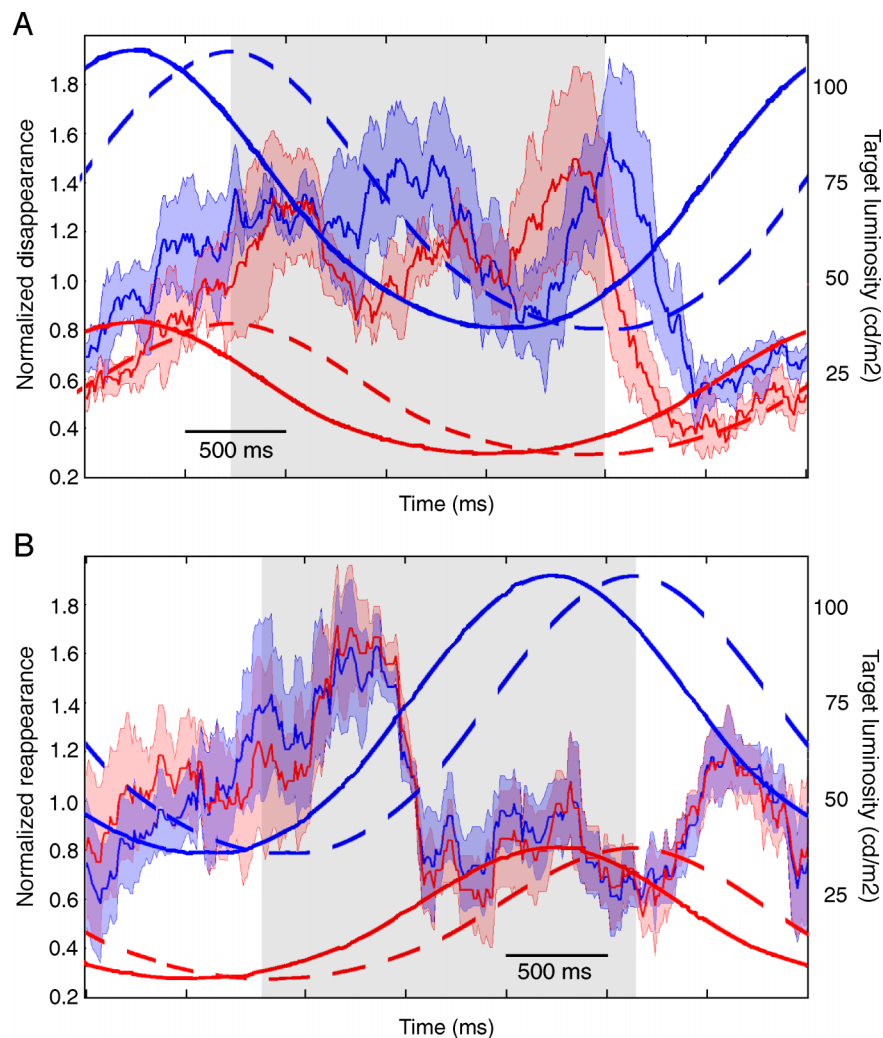 A
Normalized disappearance
1.8
1.6
1.4
1.2
1.0
0.8
0.6
0.4
0.2
100
75
50
25
Target luminosity (cd/m2)
500 ms
Time (ms)
B
Normalized reappearance
1.8
1.6
1.4
1.2
1.0
0.8
0.6
0.4
0.2
100
75
50
25
Target luminosity (cd/m2)
500 ms
Time (ms)